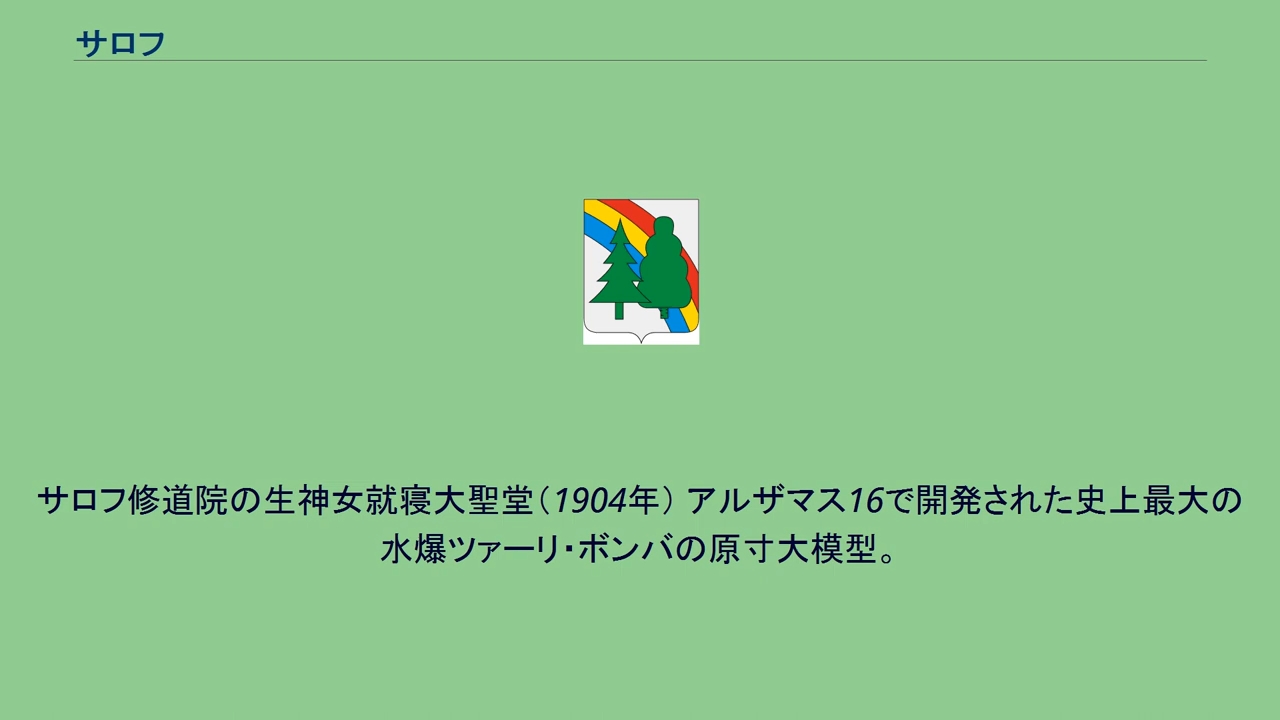 サロフ
サロフ修道院の生神女就寝大聖堂（1904年） アルザマス16で開発された史上最大の
水爆ツァーリ・ボンバの原寸大模型。